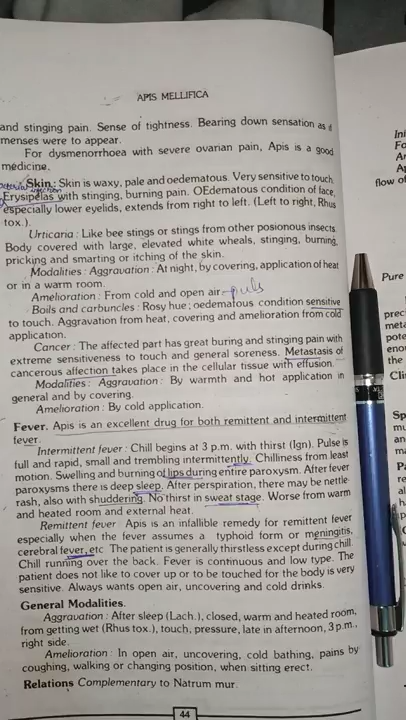 APIS MELLIFICA
and stinging pain. Sense of tightness. Bearing down sensation as if
menses were to appear.
For dysmenrhoea with severe ovarian pain, Apis is a good
medicine.
Skin: Skin is waxy, pale and oedematous. Very sensitive to touch.
Erysipelas with stinging, burning pain. OEdematous condition of face,
especially lower eyelids, extends from right to left. (Left to right, Rhus
tox.).
Urticaria: Like bee stings or stings from other posionous insects.
Body covered with large, elevated white wheals, stinging, burning,
pricking and smarting or itching of the skin.
Modalities: Aggravation: At night, by covering, application of heat
or in a warm room.
Amelioration: From cold and open air - puls
Boils and carbuncles: Rosy hue; oedematous condition sensitive
to touch. Aggravation from heat, covering and amelioration from cold
application.
Cancer: The affected part has great buring and stinging pain with
extreme sensitiveness to touch and general soreness. Metastasis of
cancerous affection takes place in the cellular tissue with effusion.
Modalities: Aggravation: By warmth and hot application in
general and by covering.
Amelioration: By cold application.
Fever. Apis is an excellent drug for both remittent and intermittent
fever.
Intermittent fever: Chill begins at 3 p.m. with thirst (Ign). Pulse is
full and rapid, small and trembling intermittently. Chilliness from least
motion. Swelling and burning of lips during entire paroxysm. After fever
paroxysms there is deep sleep. After perspiration, there may be nettle-
rash, also with shuddering. No thirst in sweat stage. Worse from warm
and heated room and external heat.
Remittent fever Apis is an infallible remedy for remittent fever
especially when the fever assumes a typhoid form or meningitis,
cerebral fever, etc The patient is generally thirstless except during chill.
Chill running over the back. Fever is continuous and low type. The
patient does not like to cover up or to be touched for the body is very
sensitive. Always wants open air, uncovering and cold drinks.
General Modalities.
Aggravation: After sleep (Lach.), closed, warm and heated room,
from getting wet (Rhus tox.), touch, pressure, late in afternoon, 3 p.m.,
right side.
Amelioration: In open air, uncovering, cold bathing, pains by
coughing, walking or changing position, when sitting erect.
Relations Complementary to Natrum mur.
44
flow of
Pure